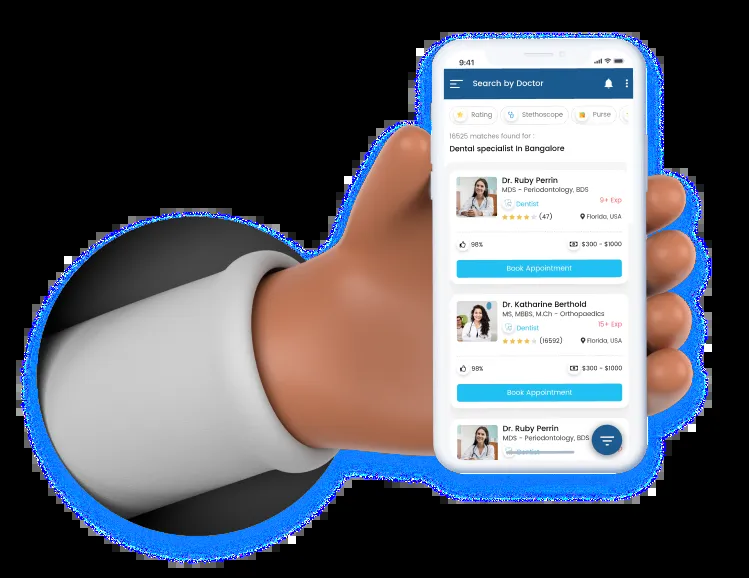 9:41
Search by Doctor
Rating Stethoscope Purse
16525 matches found for :
Dental specialist In Bangalore
Dr. Ruby Perrin
MDS - Periodontology, BDS
Dentist 9+ Exp
(47) Florida, USA
98% $300 - $1000
Book Appointment
Dr. Katharine Berthold
MS, MBBS, M.Ch - Orthopaedics
Dentist 15+ Exp
(16592) Florida, USA
98% $300 - $1000
Book Appointment
Dr. Ruby Perrin
MDS - Periodontology, BDS
Dentist